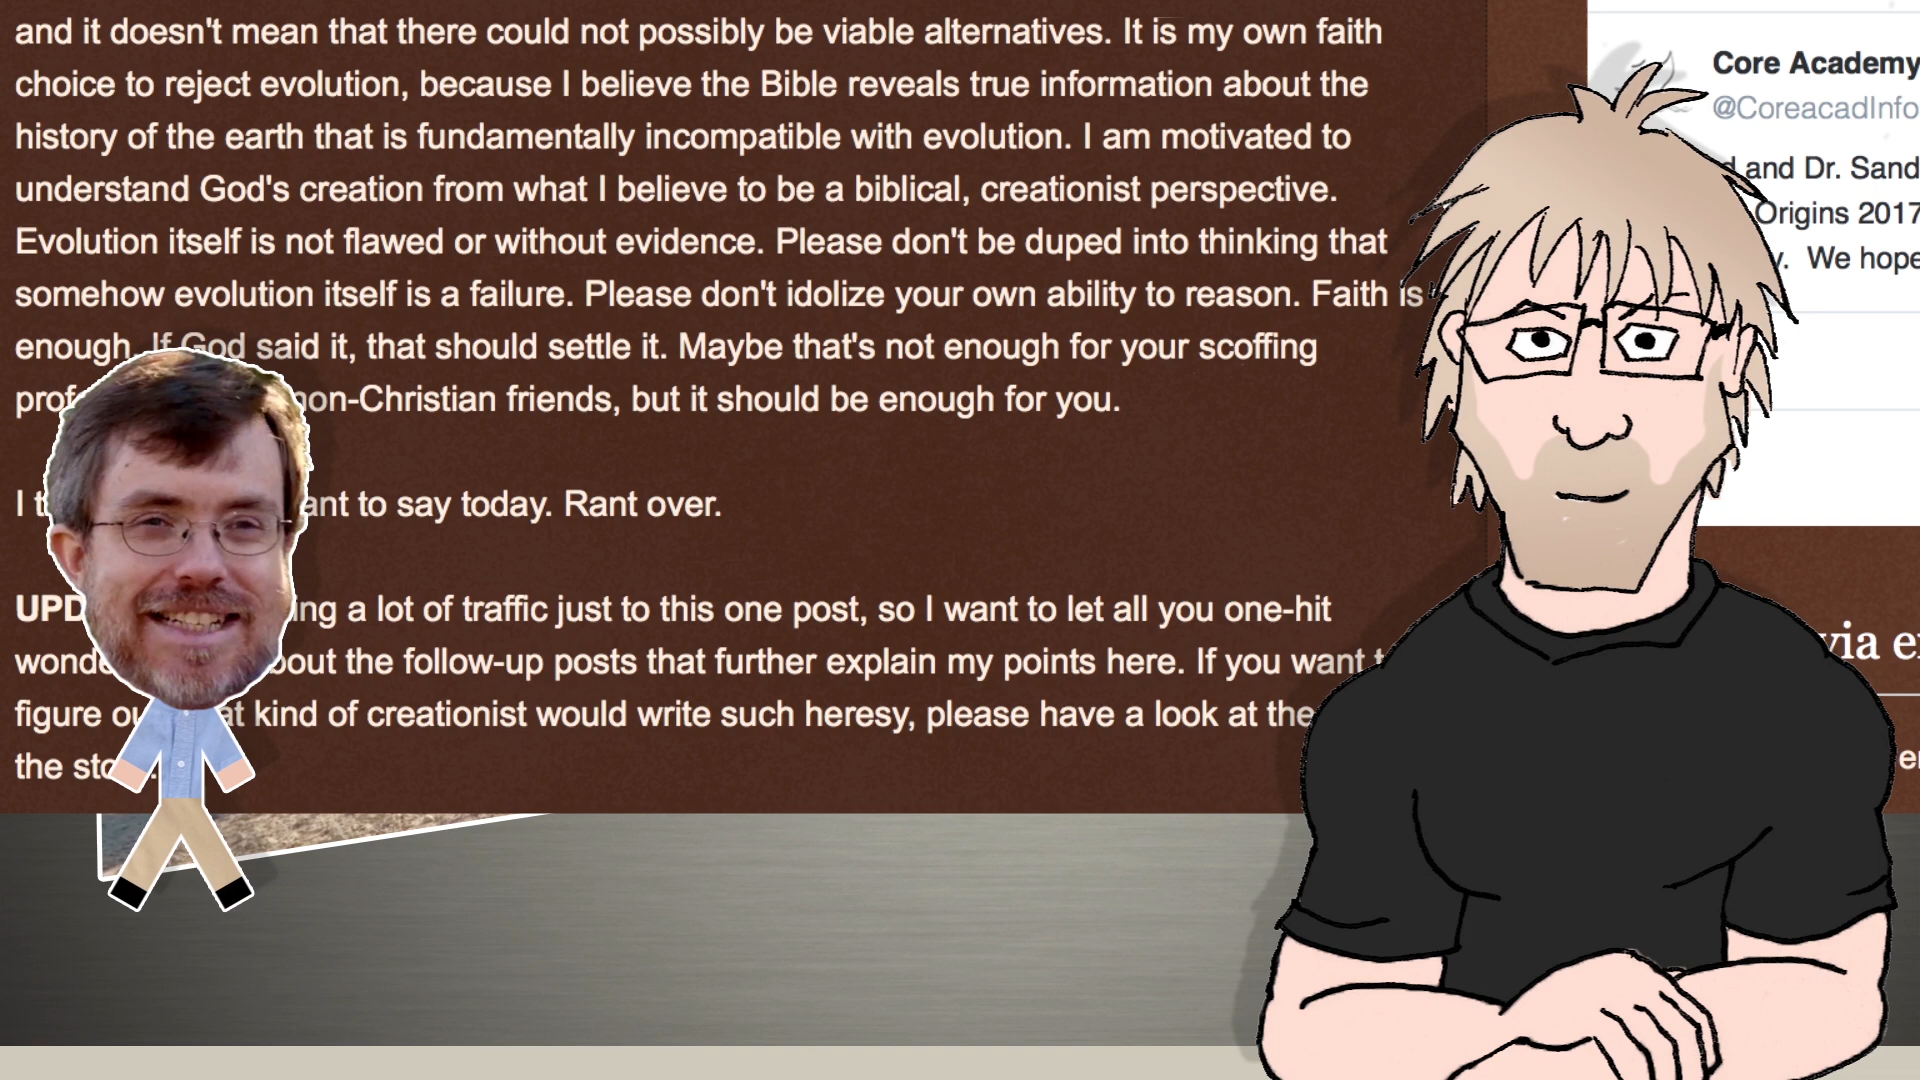 and it doesn't mean that there could not possibly be viable alternatives. It is my own faith
choice to reject evolution, because I believe the Bible reveals true information about the
history of the earth that is fundamentally incompatible with evolution. I am motivated to
understand God's creation from what I believe to be a biblical, creationist perspective.
Evolution itself is not flawed or without evidence. Please don't be duped into thinking that
somehow evolution itself is a failure. Please don't idolize your own ability to reason. Faith is
enough. If God said it, that should settle it. Maybe that's not enough for your scoffing
prof non-Christian friends, but it should be enough for you.
I t ant to say today. Rant over.
UPD ing a lot of traffic just to this one post, so I want to let all you one-hit
wonde bout the follow-up posts that further explain my points here. If you want t
figure ou at kind of creationist would write such heresy, please have a look at the
the sto
Core Academy
@CoreacadInfo
d and Dr. Sand
Origins 2017
y. We hope
via e
e